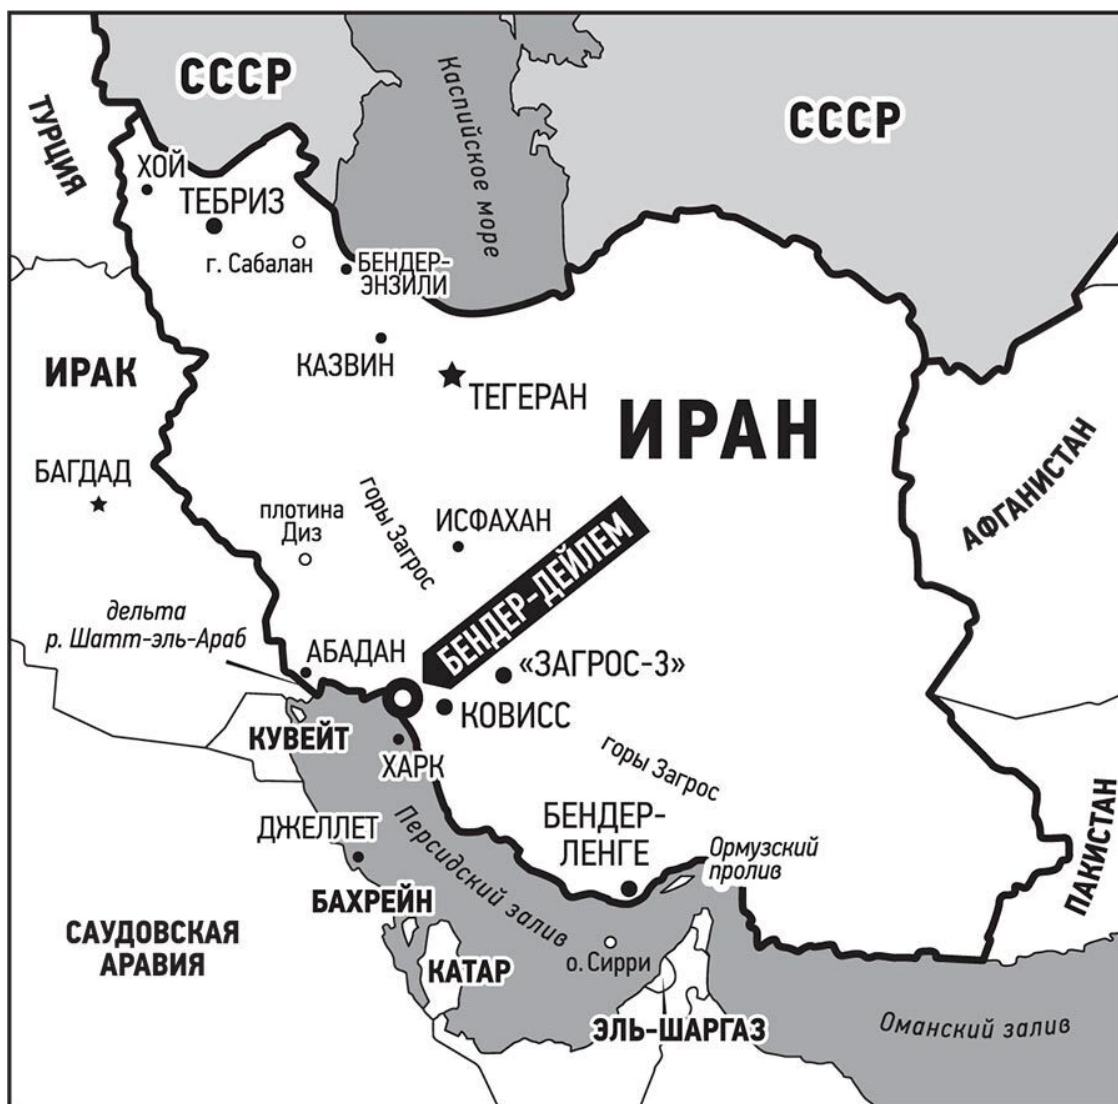 СССР
СССР
ТУРЦИЯ
Каспийское море
ХОЙ
ТЕБРИЗ
г. Сабалан
БЕНДЕР-
ЭНЗИЛИ
КАЗВИН
ТЕГЕРАН
ИРАК
ИРАН
БАГДАД
АФГАНИСТАН
плотина
Диз
горы Загрос
ИСФАХАН
БЕНДЕР-ДЕЙЛЕМ
дельта
р. Шатт-эль-Араб
АБАДАН
«ЗАГРОС-3»
КОВИСС
КУВЕЙТ
ХАРК
горы Загрос
ДЖЕЛЛЕТ
Персидский залив
БЕНДЕР-
ЛЕНГЕ
Ормузский
пролив
ПАКИСТАН
БАХРЕЙН
САУДОВСКАЯ
АРАВИЯ
КАТАР
о. Сирри
ЭЛЬ-ШАРГАЗ
Оманский залив